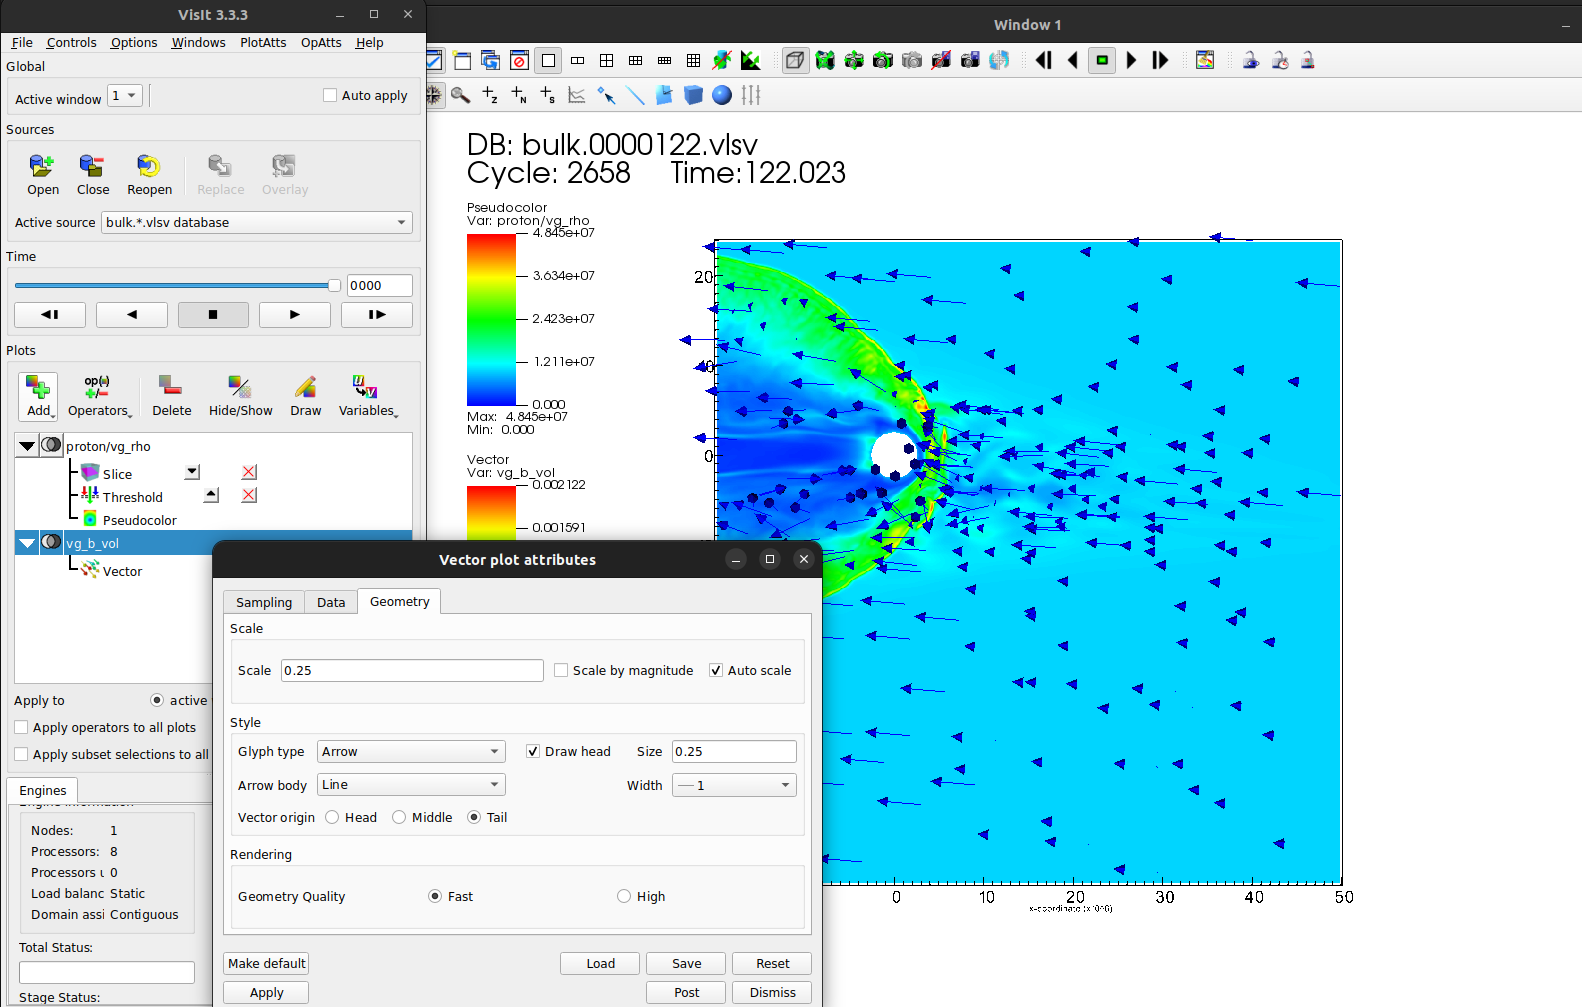 VisIt 3.3.3
File Controls Options Windows PlotAtts OpAtts Help
Global
Active window 1 Auto apply
Sources
Open Close Reopen Replace Overlay
Active source bulk.*.vlsv database
Time
0000
Plots
Add Operators Delete Hide/Show Draw Variables
proton/vg_rho
Slice
Threshold
Pseudocolor
vg_b_vol
Vector
Apply to active
Apply operators to all plots
Apply subset selections to all
Engines
Engine Information
Nodes: 1
Processors: 8
Processors u 0
Load balanc Static
Domain assi Contiguous
Total Status:
Stage Status:
Window 1
DB: bulk.0000122.vlsv
Cycle: 2658 Time:122.023
Pseudocolor
Var: proton/vg_rho
4.845e+07
3.634e+07
2.423e+07
1.211e+07
0.000
Max: 4.845e+07
Min: 0.000
Vector
Var: vg_b_vol
0.002122
0.001591
20
0
0 10 20 30 40 50
x-coordinate (x10^6)
Vector plot attributes
Sampling Data Geometry
Scale
Scale 0.25 Scale by magnitude Auto scale
Style
Glyph type Arrow Draw head Size 0.25
Arrow body Line Width 1
Vector origin Head Middle Tail
Rendering
Geometry Quality Fast High
Make default Load Save Reset
Apply Post Dismiss